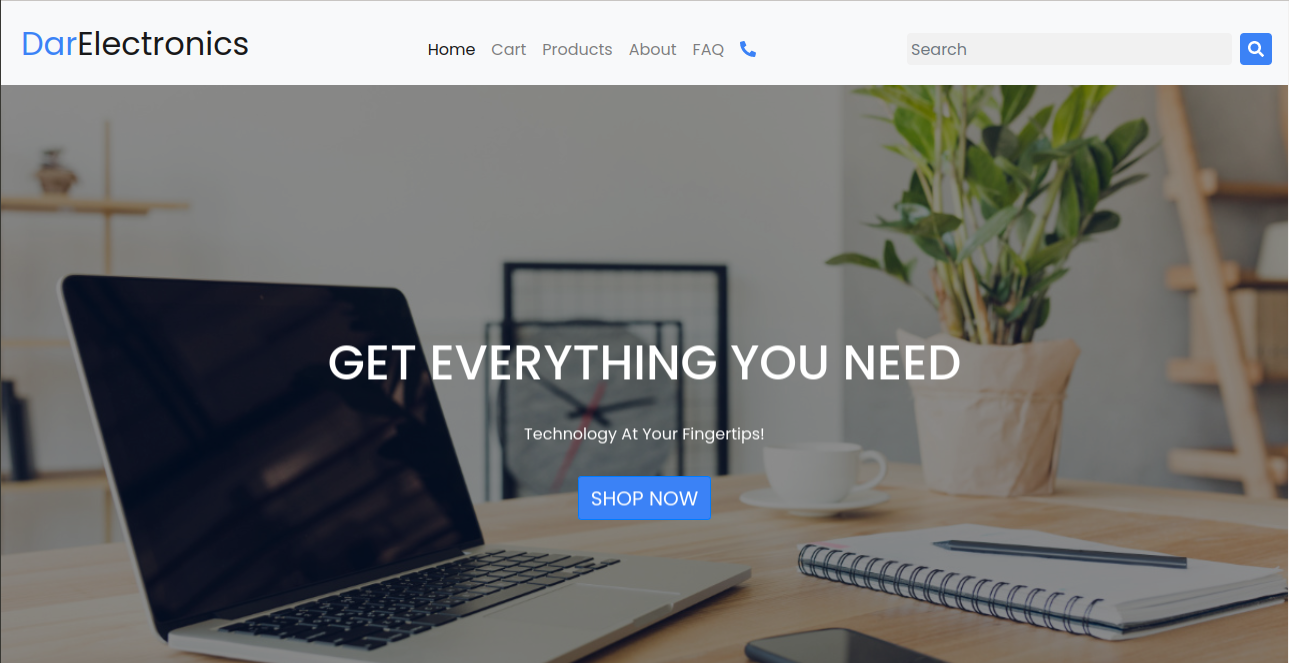 DarElectronics
Home Cart Products About FAQ
Search
GET EVERYTHING YOU NEED
Technology At Your Fingertips!
SHOP NOW